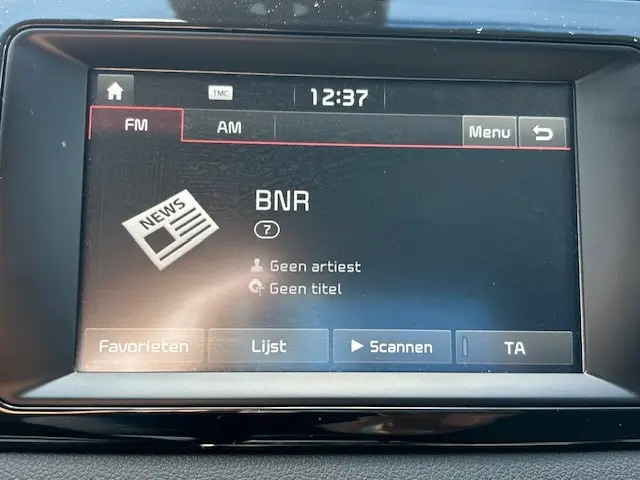 TMC
12:37
FM
AM
Menu
NEWS
BNR
7
Geen artiest
Geen titel
Favorieten
Lijst
Scannen
TA